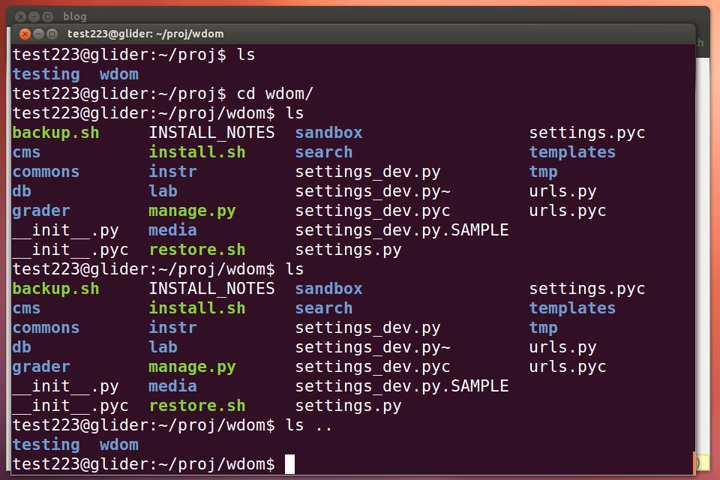 blog
test223@glider: ~/proj/wdom
test223@glider:~/proj$ ls
testing  wdom
test223@glider:~/proj$ cd wdom/
test223@glider:~/proj/wdom$ ls
backup.sh    INSTALL_NOTES  sandbox                 settings.pyc
cms          install.sh     search                  templates
commons      instr          settings_dev.py         tmp
db           lab            settings_dev.py~        urls.py
grader       manage.py      settings_dev.pyc        urls.pyc
__init__.py  media          settings_dev.py.SAMPLE
__init__.pyc restore.sh     settings.py
test223@glider:~/proj/wdom$ ls
backup.sh    INSTALL_NOTES  sandbox                 settings.pyc
cms          install.sh     search                  templates
commons      instr          settings_dev.py         tmp
db           lab            settings_dev.py~        urls.py
grader       manage.py      settings_dev.pyc        urls.pyc
__init__.py  media          settings_dev.py.SAMPLE
__init__.pyc restore.sh     settings.py
test223@glider:~/proj/wdom$ ls ..
testing  wdom
test223@glider:~/proj/wdom$